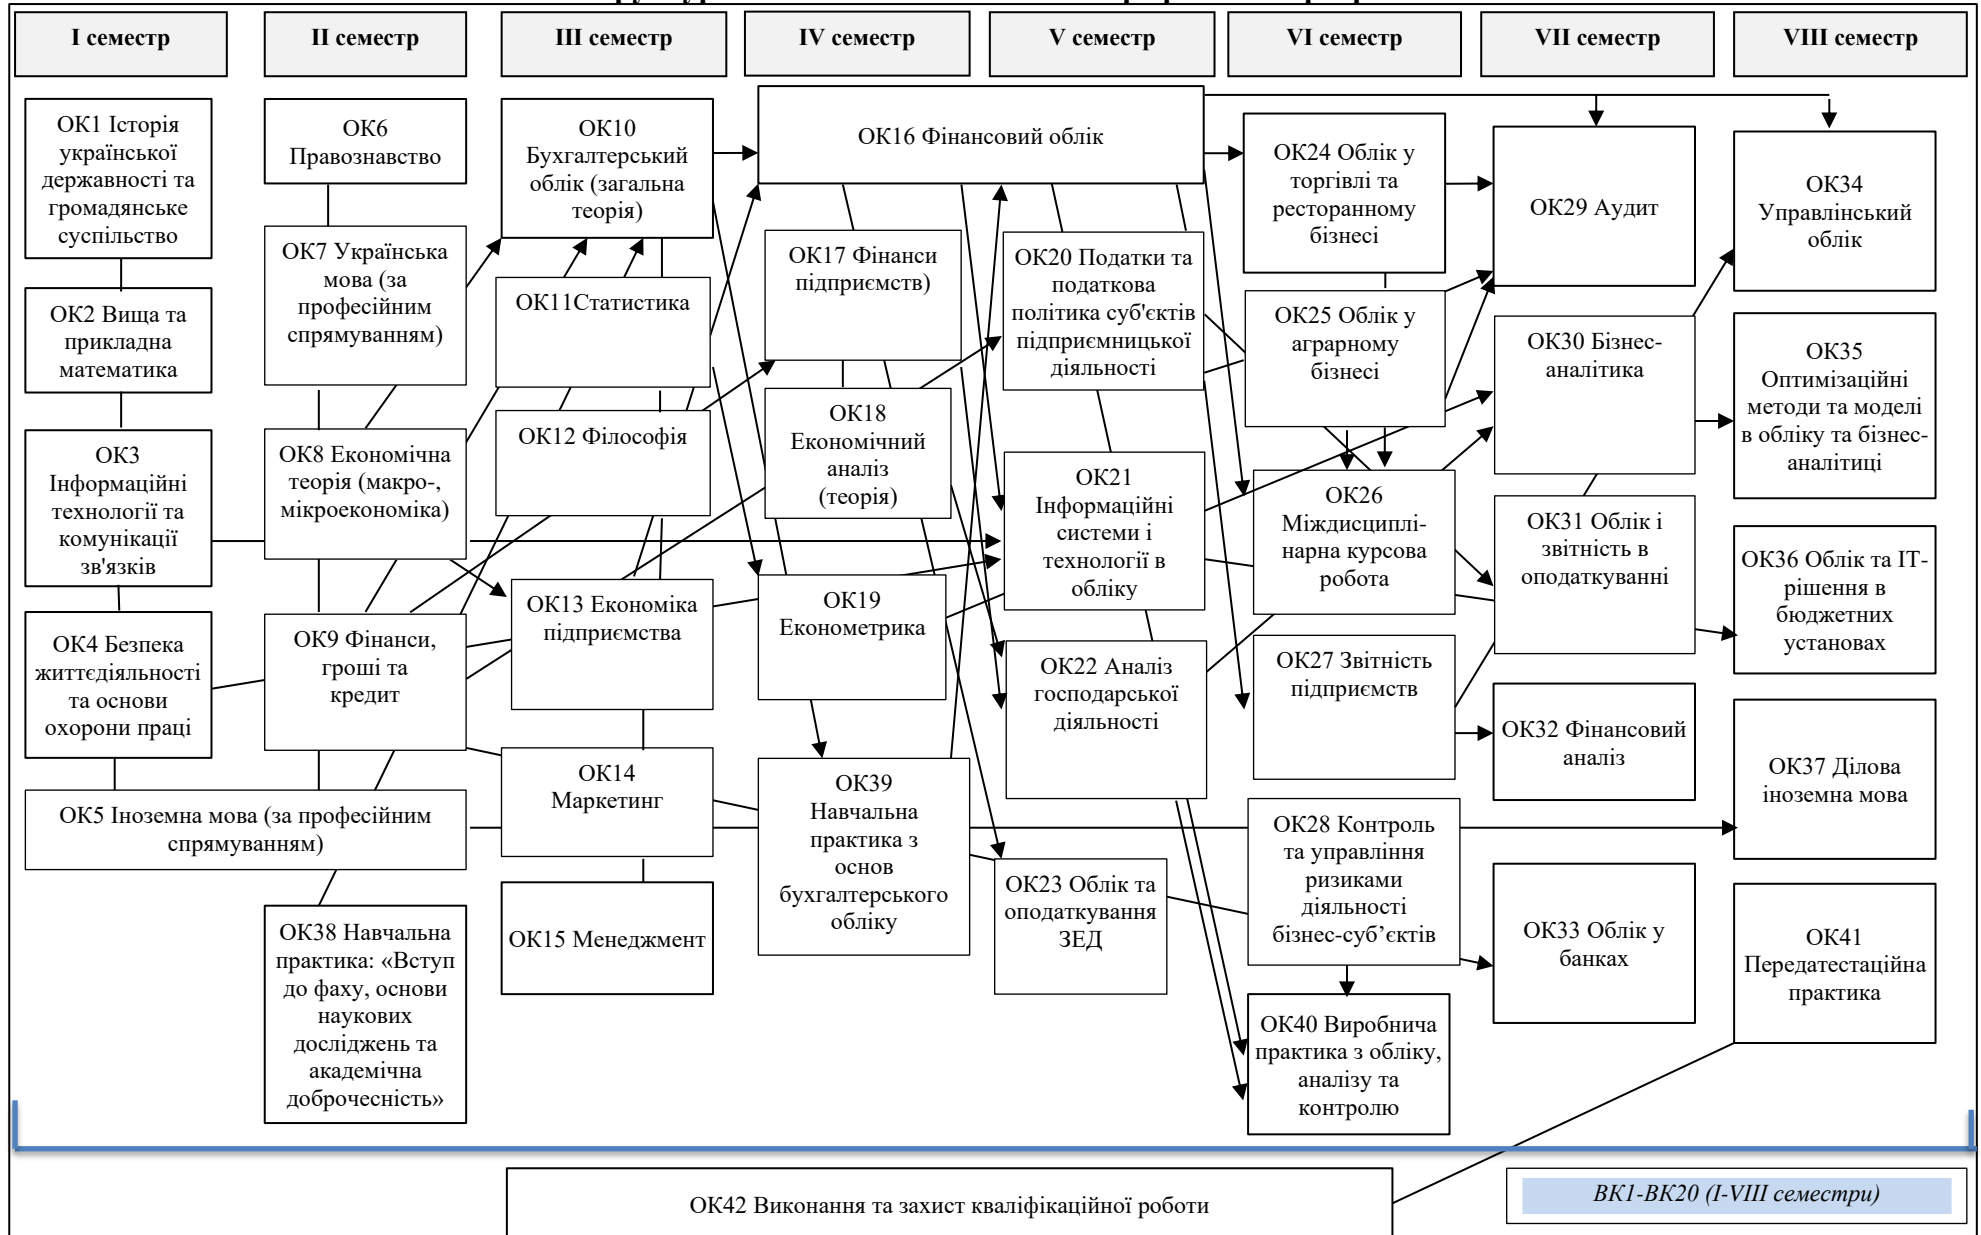 I семестр
II семестр
III семестр
IV семестр
V семестр
VI семестр
VII семестр
VIII семестр
ОК1 Історія
української
державності та
громадянське
суспільство
ОК2 Вища та
прикладна
математика
ОК3
Інформаційні
технології та
комунікації
зв'язків
ОК4 Безпека
життєдіяльності
та основи
охорони праці
ОК5 Іноземна мова (за професійним
спрямуванням)
ОК6
Правознавство
ОК7 Українська
мова (за
професійним
спрямуванням)
ОК8 Економічна
теорія (макро-,
мікроекономіка)
ОК9 Фінанси,
гроші та
кредит
ОК38 Навчальна
практика: «Вступ
до фаху, основи
наукових
досліджень та
академічна
доброчесність»
ОК10
Бухгалтерський
облік (загальна
теорія)
ОК11Статистика
ОК12 Філософія
ОК13 Економіка
підприємства
ОК14
Маркетинг
ОК15 Менеджмент
ОК16 Фінансовий облік
ОК17 Фінанси
підприємств)
ОК18
Економічний
аналіз
(теорія)
ОК19
Економетрика
ОК39
Навчальна
практика з
основ
бухгалтерського
обліку
ОК20 Податки та
податкова
політика суб'єктів
підприємницької
діяльності
ОК21
Інформаційні
системи і
технології в
обліку
ОК22 Аналіз
господарської
діяльності
ОК23 Облік та
оподаткування
ЗЕД
ОК24 Облік у
торгівлі та
ресторанному
бізнесі
ОК25 Облік у
аграрному
бізнесі
ОК26
Міждисциплі-
нарна курсова
робота
ОК27 Звітність
підприємств
ОК28 Контроль
та управління
ризиками
діяльності
бізнес-суб’єктів
ОК40 Виробнича
практика з обліку,
аналізу та
контролю
ОК29 Аудит
ОК30 Бізнес-
аналітика
ОК31 Облік і
звітність в
оподаткуванні
ОК32 Фінансовий
аналіз
ОК33 Облік у
банках
ОК34
Управлінський
облік
ОК35
Оптимізаційні
методи та моделі
в обліку та бізнес-
аналітиці
ОК36 Облік та ІТ-
рішення в
бюджетних
установах
ОК37 Ділова
іноземна мова
ОК41
Передатестаційна
практика
ОК42 Виконання та захист кваліфікаційної роботи
ВК1-ВК20 (I-VIII семестри)